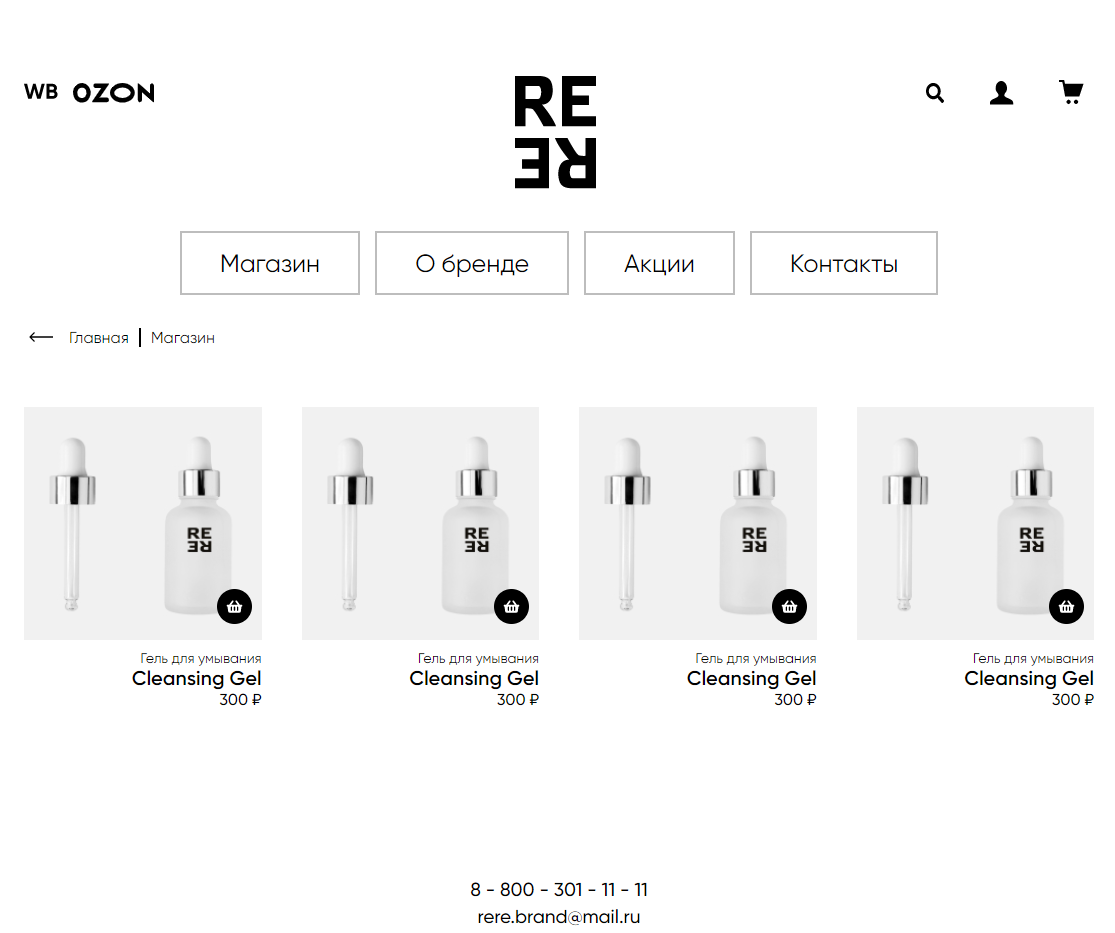 WB OZON
RE
RE
Магазин О бренде Акции Контакты
Главная Магазин
RE RE RE RE
RE RE RE RE
Гель для умывания Гель для умывания Гель для умывания Гель для умывания
Cleansing Gel Cleansing Gel Cleansing Gel Cleansing Gel
300 ₽ 300 ₽ 300 ₽ 300 ₽
8 - 800 - 301 - 11 - 11
rere.brand@mail.ru